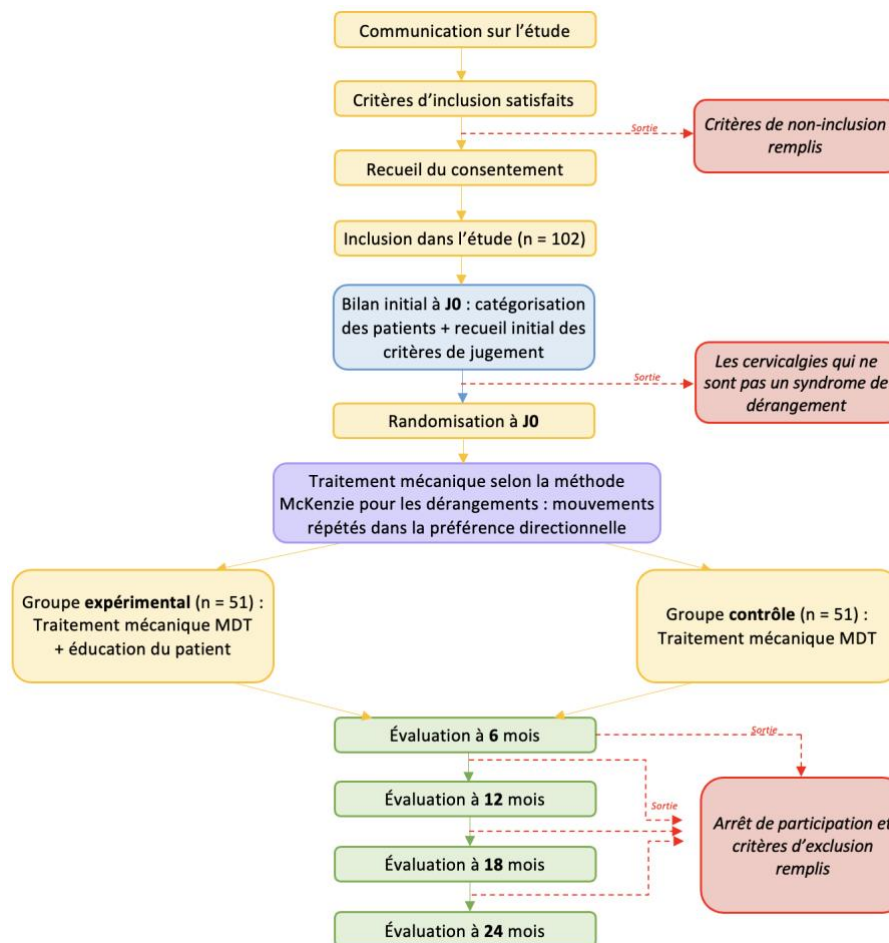 Communication sur l’étude
Critères d’inclusion satisfaits
Sortie
Critères de non-inclusion
remplis
Recueil du consentement
Inclusion dans l’étude (n = 102)
Bilan initial à J0 : catégorisation
des patients + recueil initial des
critères de jugement
Sortie
Les cervicalgies qui ne
sont pas un syndrome de
dérangement
Randomisation à J0
Traitement mécanique selon la méthode
McKenzie pour les dérangements : mouvements
répétés dans la préférence directionnelle
Groupe expérimental (n = 51) :
Traitement mécanique MDT
+ éducation du patient
Groupe contrôle (n = 51) :
Traitement mécanique MDT
Évaluation à 6 mois
Sortie
Évaluation à 12 mois
Sortie
Arrêt de participation et
critères d’exclusion
remplis
Évaluation à 18 mois
Évaluation à 24 mois